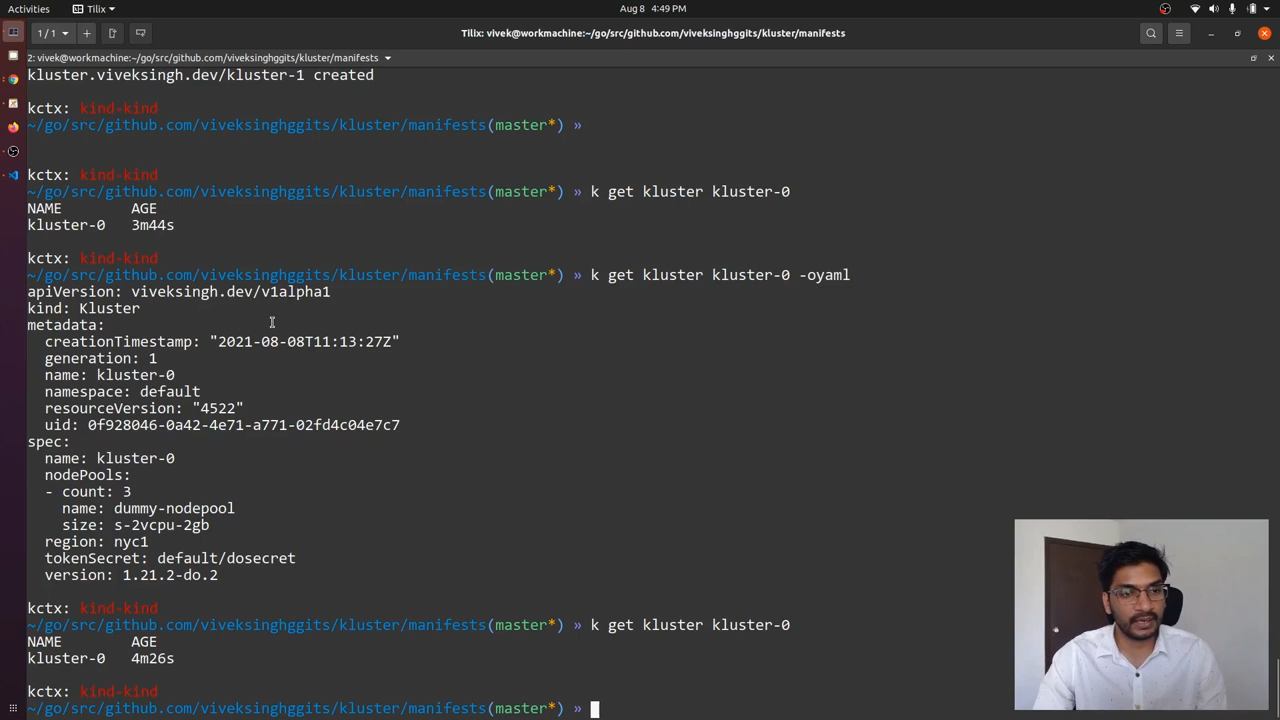 Activities
Tilix
Aug 8 4:49 PM
1/1
Tilix: vivek@workmachine:~/go/src/github.com/viveksinghggits/kluster/manifests
2: vivek@workmachine:~/go/src/github.com/viveksinghggits/kluster/manifests
kluster.viveksingh.dev/kluster-1 created
kctx: kind-kind
~/go/src/github.com/viveksinghggits/kluster/manifests(master*) »
kctx: kind-kind
~/go/src/github.com/viveksinghggits/kluster/manifests(master*) » k get kluster kluster-0
NAME AGE
kluster-0 3m44s
kctx: kind-kind
~/go/src/github.com/viveksinghggits/kluster/manifests(master*) » k get kluster kluster-0 -oyaml
apiVersion: viveksingh.dev/v1alpha1
kind: Kluster
metadata:
creationTimestamp: "2021-08-08T11:13:27Z"
generation: 1
name: kluster-0
namespace: default
resourceVersion: "4522"
uid: 0f928046-0a42-4e71-a771-02fd4c04e7c7
spec:
name: kluster-0
nodePools:
- count: 3
name: dummy-nodepool
size: s-2vcpu-2gb
region: nyc1
tokenSecret: default/dosecret
version: 1.21.2-do.2
kctx: kind-kind
~/go/src/github.com/viveksinghggits/kluster/manifests(master*) » k get kluster kluster-0
NAME AGE
kluster-0 4m26s
kctx: kind-kind
~/go/src/github.com/viveksinghggits/kluster/manifests(master*) »